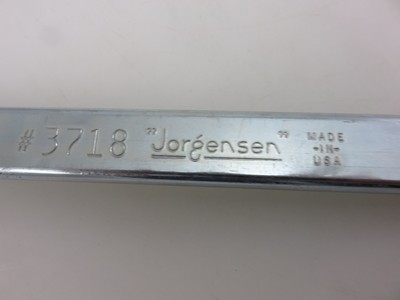 #3718 "Jorgensen" MADE
-IN-
USA